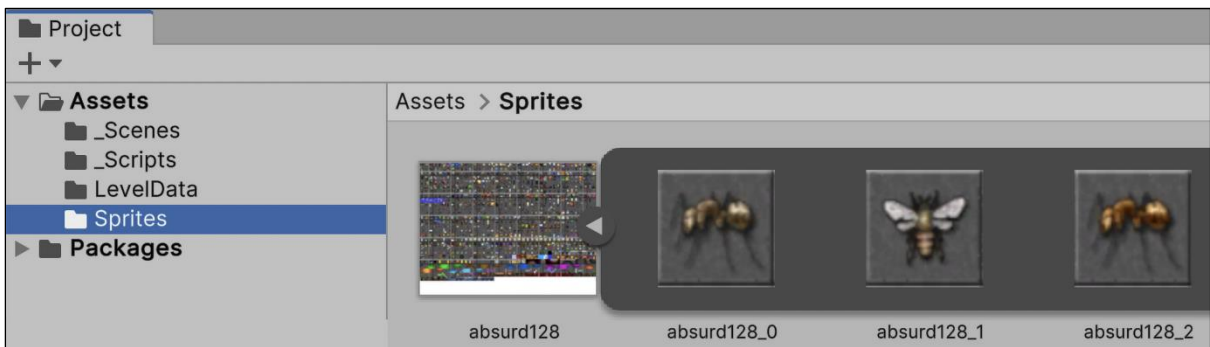 Project
Assets
_Scenes
_Scripts
LevelData
Sprites
Packages
Assets > Sprites
absurd128
absurd128_0
absurd128_1
absurd128_2